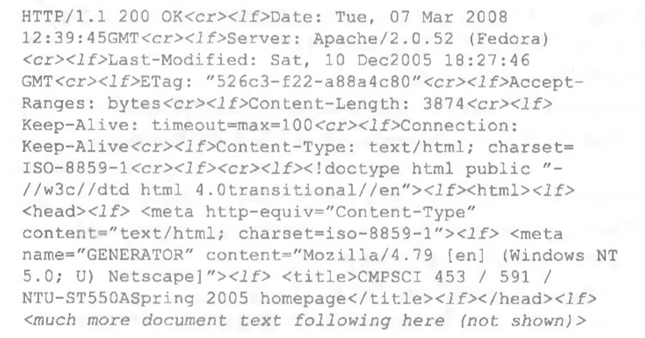 HTTP/1.1 200 OK<cr><lf>Date: Tue, 07 Mar 2008
12:39:45GMT<cr><lf>Server: Apache/2.0.52 (Fedora)
<cr><lf>Last-Modified: Sat, 10 Dec2005 18:27:46
GMT<cr><lf>ETag: "526c3-f22-a88a4c80"<cr><lf>Accept-
Ranges: bytes<cr><lf>Content-Length: 3874<cr><lf>
Keep-Alive: timeout=max=100<cr><lf>Connection:
Keep-Alive<cr><lf>Content-Type: text/html; charset=
ISO-8859-1<cr><lf><cr><lf><!doctype html public "-
//w3c//dtd html 4.0transitional//en"><lf><html><lf>
<head><lf> <meta http-equiv="Content-Type"
content="text/html; charset=iso-8859-1"><lf> <meta
name="GENERATOR" content="Mozilla/4.79 [en] (Windows NT
5.0; U) Netscape]"><lf> <title>CMPSCI 453 / 591 /
NTU-ST550ASpring 2005 homepage</title><lf></head><lf>
<much more document text following here (not shown)>